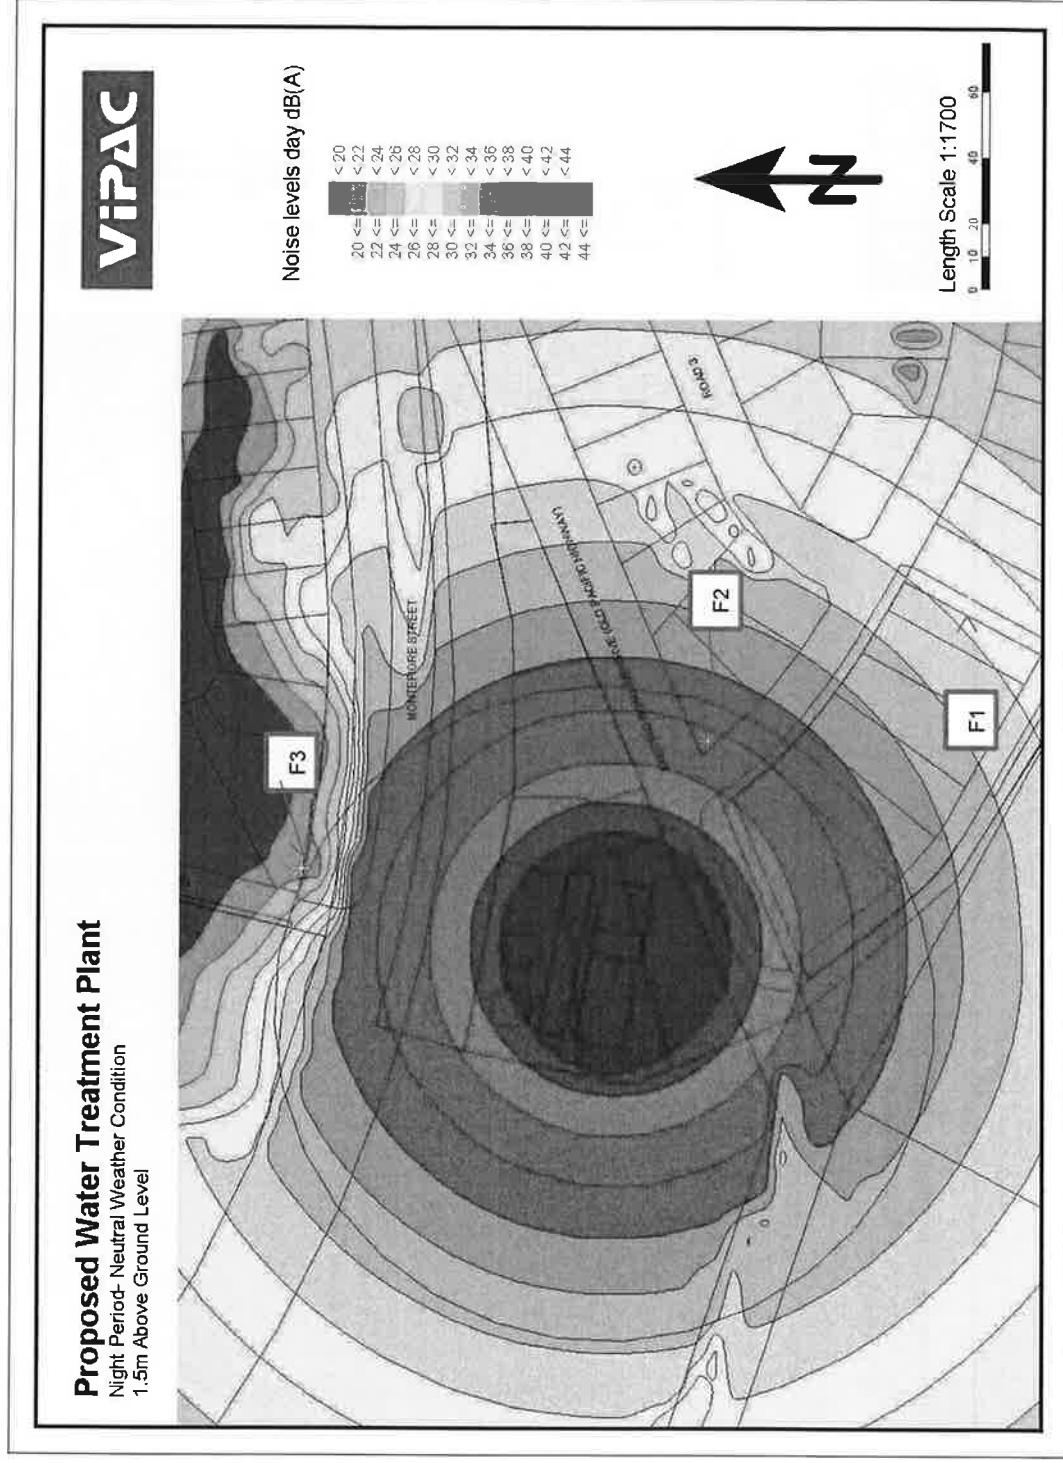 Proposed Water Treatment Plant
Night Period- Neutral Weather Condition
1.5m Above Ground Level
ViPAC
Noise levels day dB(A)
< 20
20 <= < 22
22 <= < 24
24 <= < 26
26 <= < 28
28 <= < 30
30 <= < 32
32 <= < 34
34 <= < 36
36 <= < 38
38 <= < 40
40 <= < 42
42 <= < 44
44 <=
N
Length Scale 1:1700
0 10 20 40 60
F3
MONTEFIORE STREET
(OLD PACIFIC HIGHWAY)
F2
ROAD 3
F1